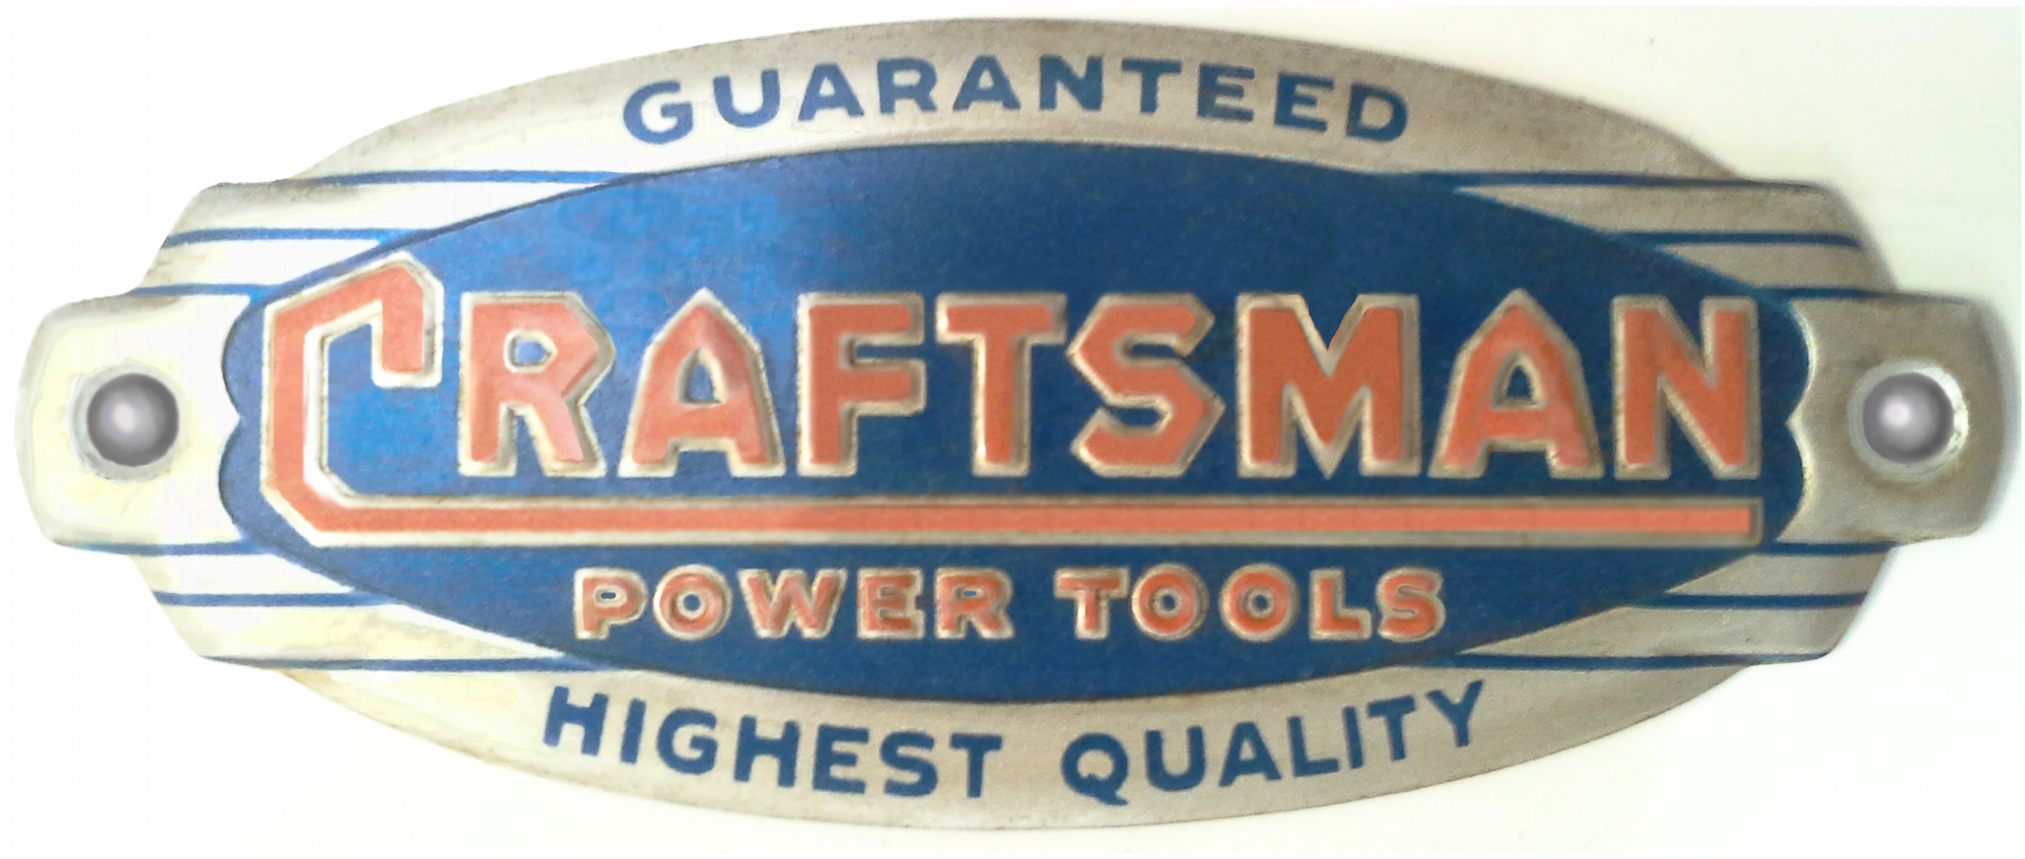 GUARANTEED
CRAFTSMAN
POWER TOOLS
HIGHEST QUALITY